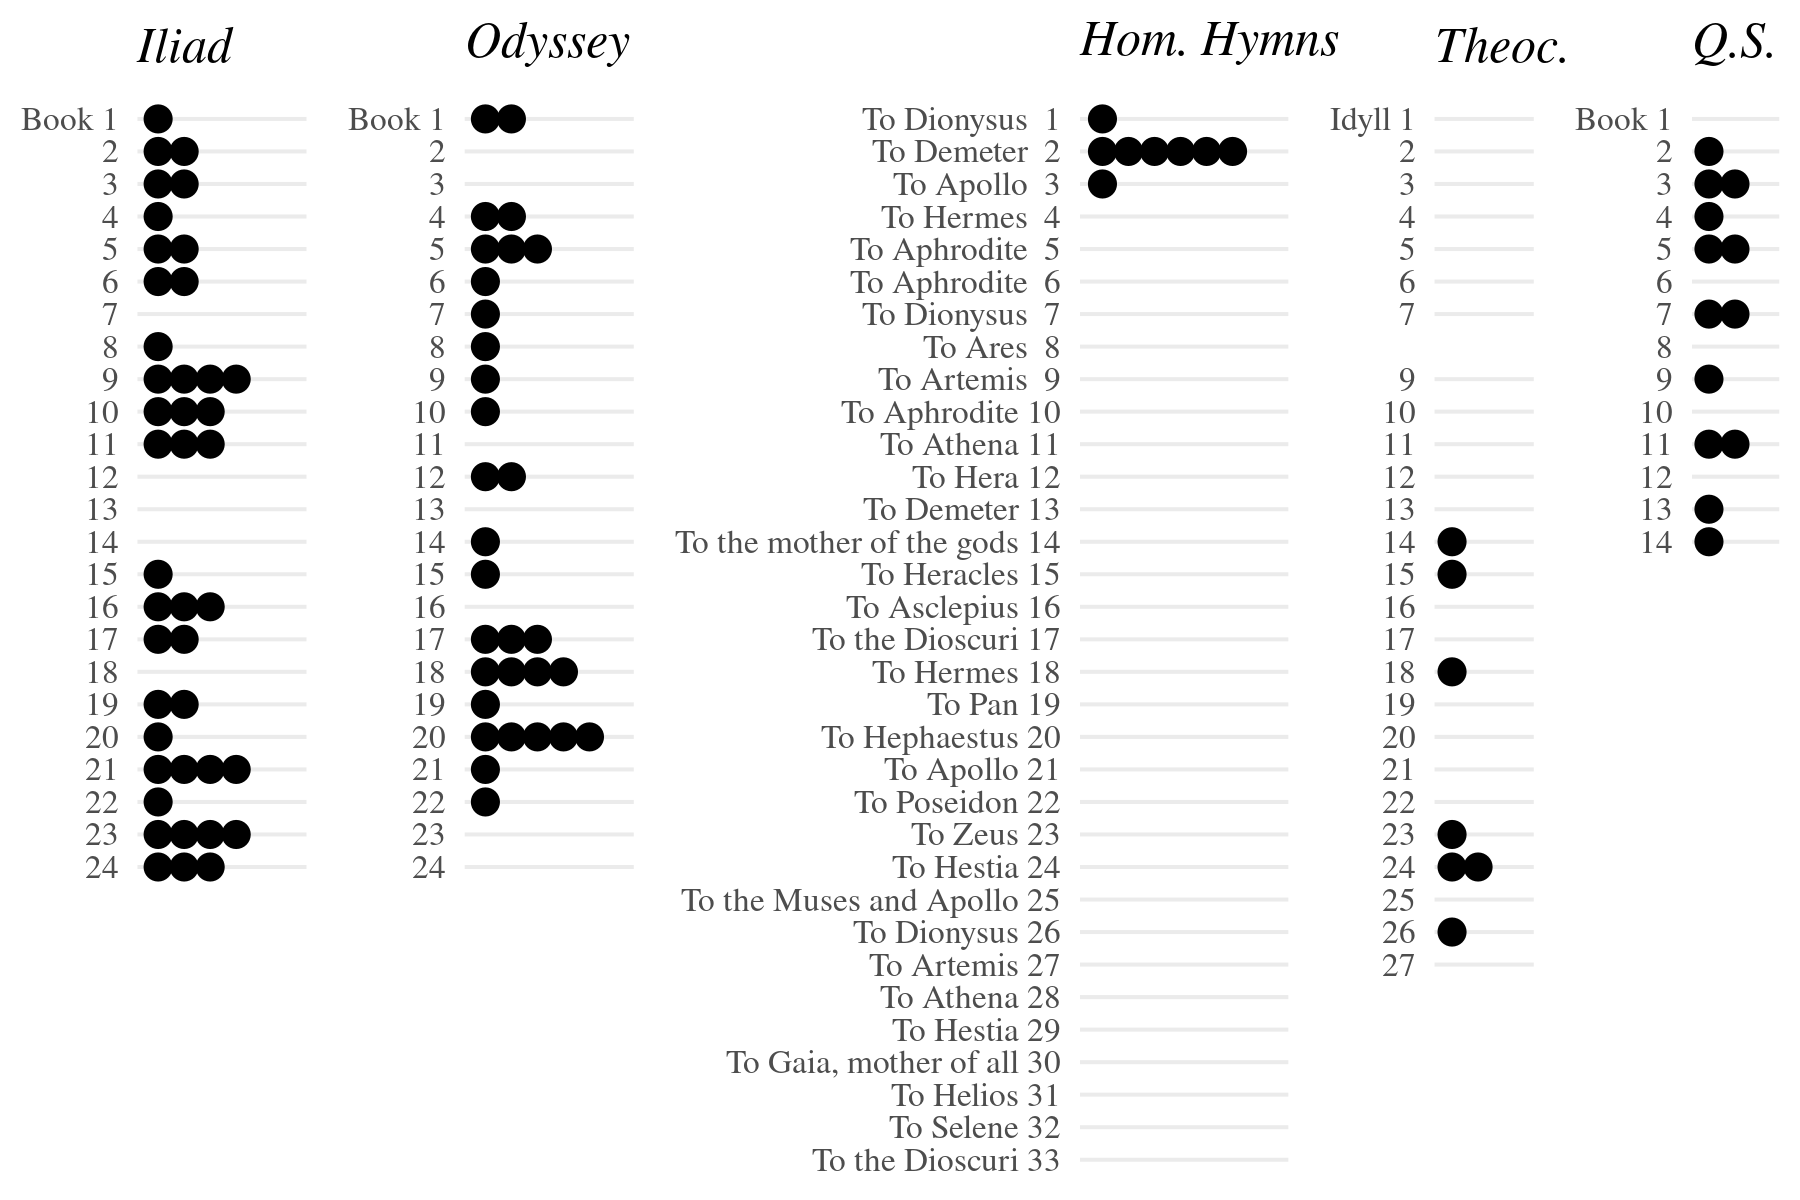 Iliad Odyssey Hom. Hymns Theoc. Q.S.
Book 1 Book 1 To Dionysus 1 Idyll 1 Book 1
2 2 To Demeter 2 2 2
3 3 To Apollo 3 3 3
4 4 To Hermes 4 4 4
5 5 To Aphrodite 5 5 5
6 6 To Aphrodite 6 6 6
7 7 To Dionysus 7 7 7
8 8 To Ares 8 8
9 9 To Artemis 9 9 9
10 10 To Aphrodite 10 10 10
11 11 To Athena 11 11 11
12 12 To Hera 12 12 12
13 13 To Demeter 13 13 13
14 14 To the mother of the gods 14 14 14
15 15 To Heracles 15 15
16 16 To Asclepius 16 16
17 17 To the Dioscuri 17 17
18 18 To Hermes 18 18
19 19 To Pan 19 19
20 20 To Hephaestus 20 20
21 21 To Apollo 21 21
22 22 To Poseidon 22 22
23 23 To Zeus 23 23
24 24 To Hestia 24 24
To the Muses and Apollo 25 25
To Dionysus 26 26
To Artemis 27 27
To Athena 28
To Hestia 29
To Gaia, mother of all 30
To Helios 31
To Selene 32
To the Dioscuri 33